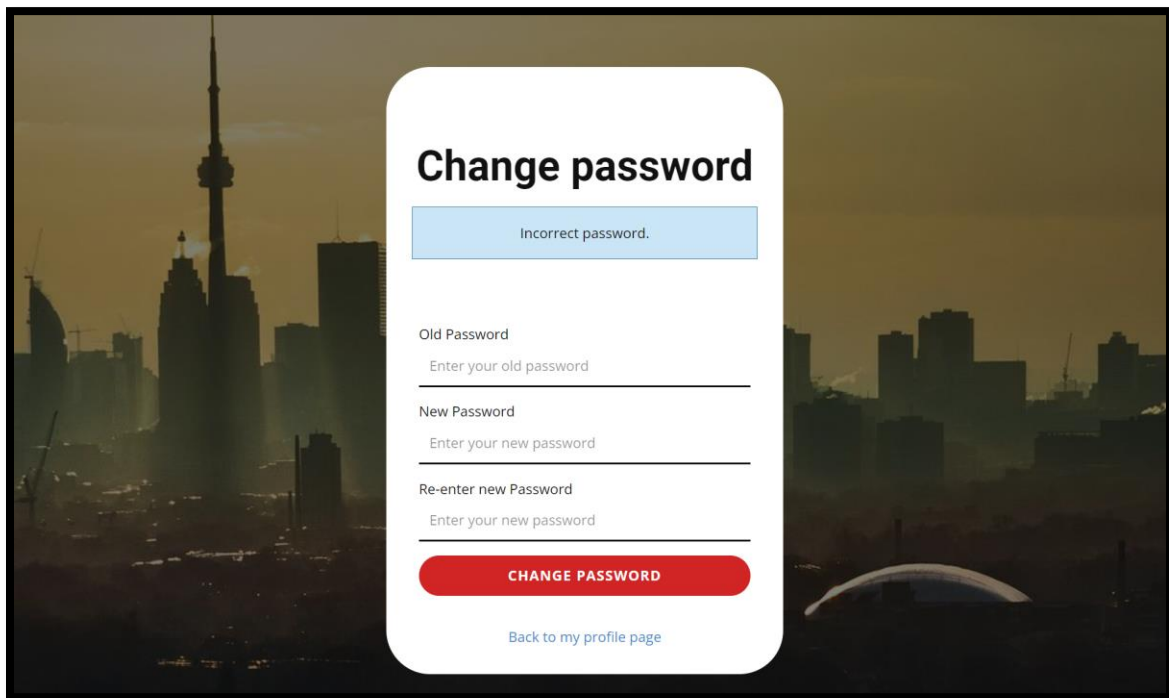 Change password
Incorrect password.
Old Password
Enter your old password
New Password
Enter your new password
Re-enter new Password
Enter your new password
CHANGE PASSWORD
Back to my profile page